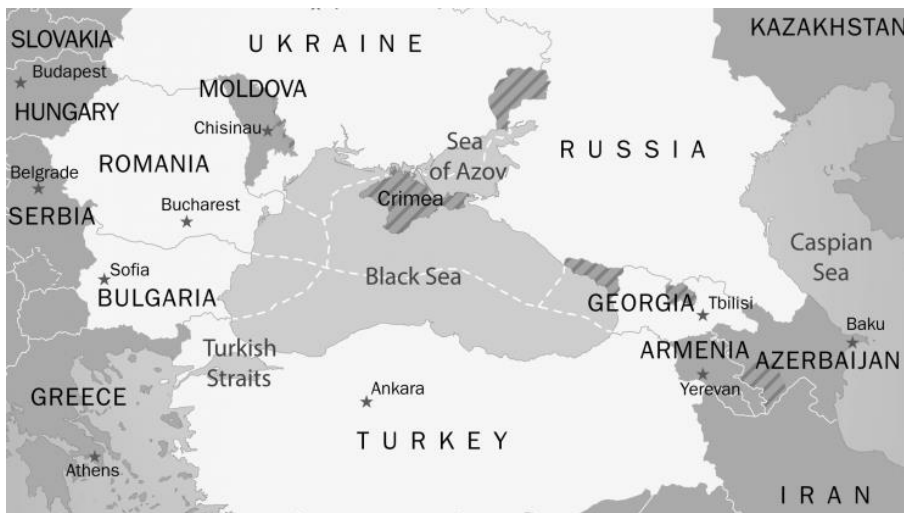 SLOVAKIA
UKRAINE
KAZAKHSTAN
Budapest
HUNGARY
MOLDOVA
Chisinau
Sea
of Azov
RUSSIA
ROMANIA
Belgrade
SERBIA
Bucharest
Crimea
Caspian
Sea
Sofia
BULGARIA
Black Sea
GEORGIA
Tbilisi
Baku
Turkish
Straits
ARMENIA
AZERBAIJAN
Yerevan
GREECE
Ankara
TURKEY
Athens
IRAN